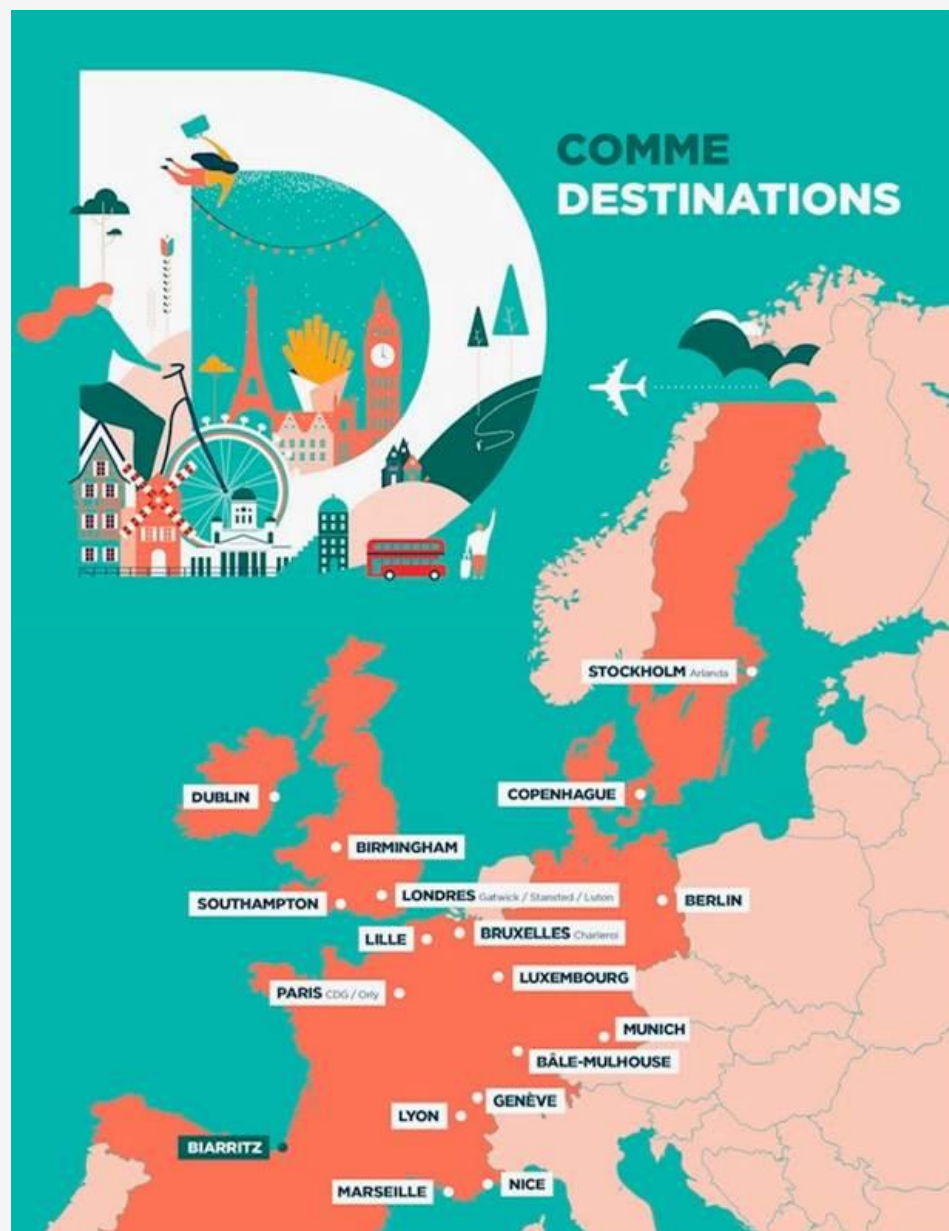 D
COMME
DESTINATIONS
STOCKHOLM Arlanda
DUBLIN
COPENHAGUE
BIRMINGHAM
LONDRES Gatwick / Stansted / Luton
SOUTHAMPTON
BERLIN
BRUXELLES Charleroi
LILLE
LUXEMBOURG
PARIS CDG / Orly
MUNICH
BÂLE-MULHOUSE
GENÈVE
LYON
BIARRITZ
NICE
MARSEILLE